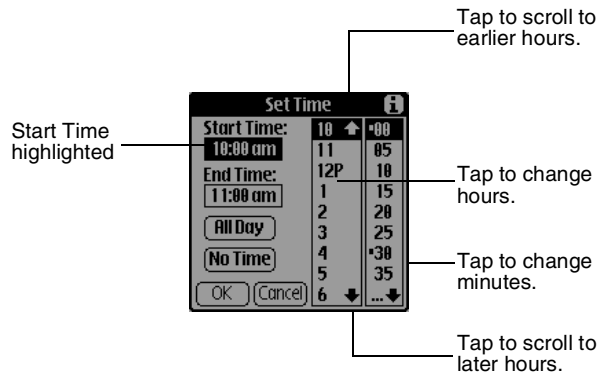 Tap to scroll to
earlier hours.
Set Time
i
Start Time
highlighted
Start Time:
10:00 am
End Time:
11:00 am
All Day
No Time
OK
Cancel
10
11
12P
1
2
3
4
5
6
00
05
10
15
20
25
30
35
...
Tap to change
hours.
Tap to change
minutes.
Tap to scroll to
later hours.